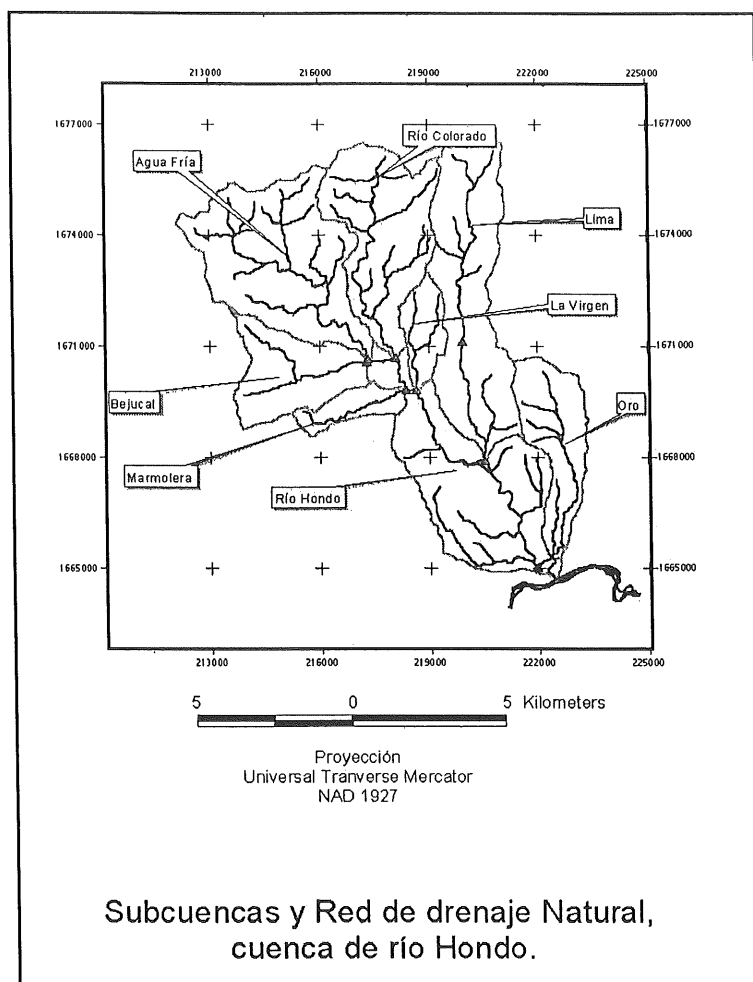 213000 216000 219000 222000 225000
1677000 1677000
Río Colorado
Agua Fría
Lima
1674000 1674000
La Virgen
1671000 1671000
Bejucal
Oro
Marmolera
1668000 1668000
Río Hondo
1665000 1665000
213000 216000 219000 222000 225000
5 0 5 Kilometers
Proyección
Universal Tranverse Mercator
NAD 1927
Subcuencas y Red de drenaje Natural,
cuenca de río Hondo.